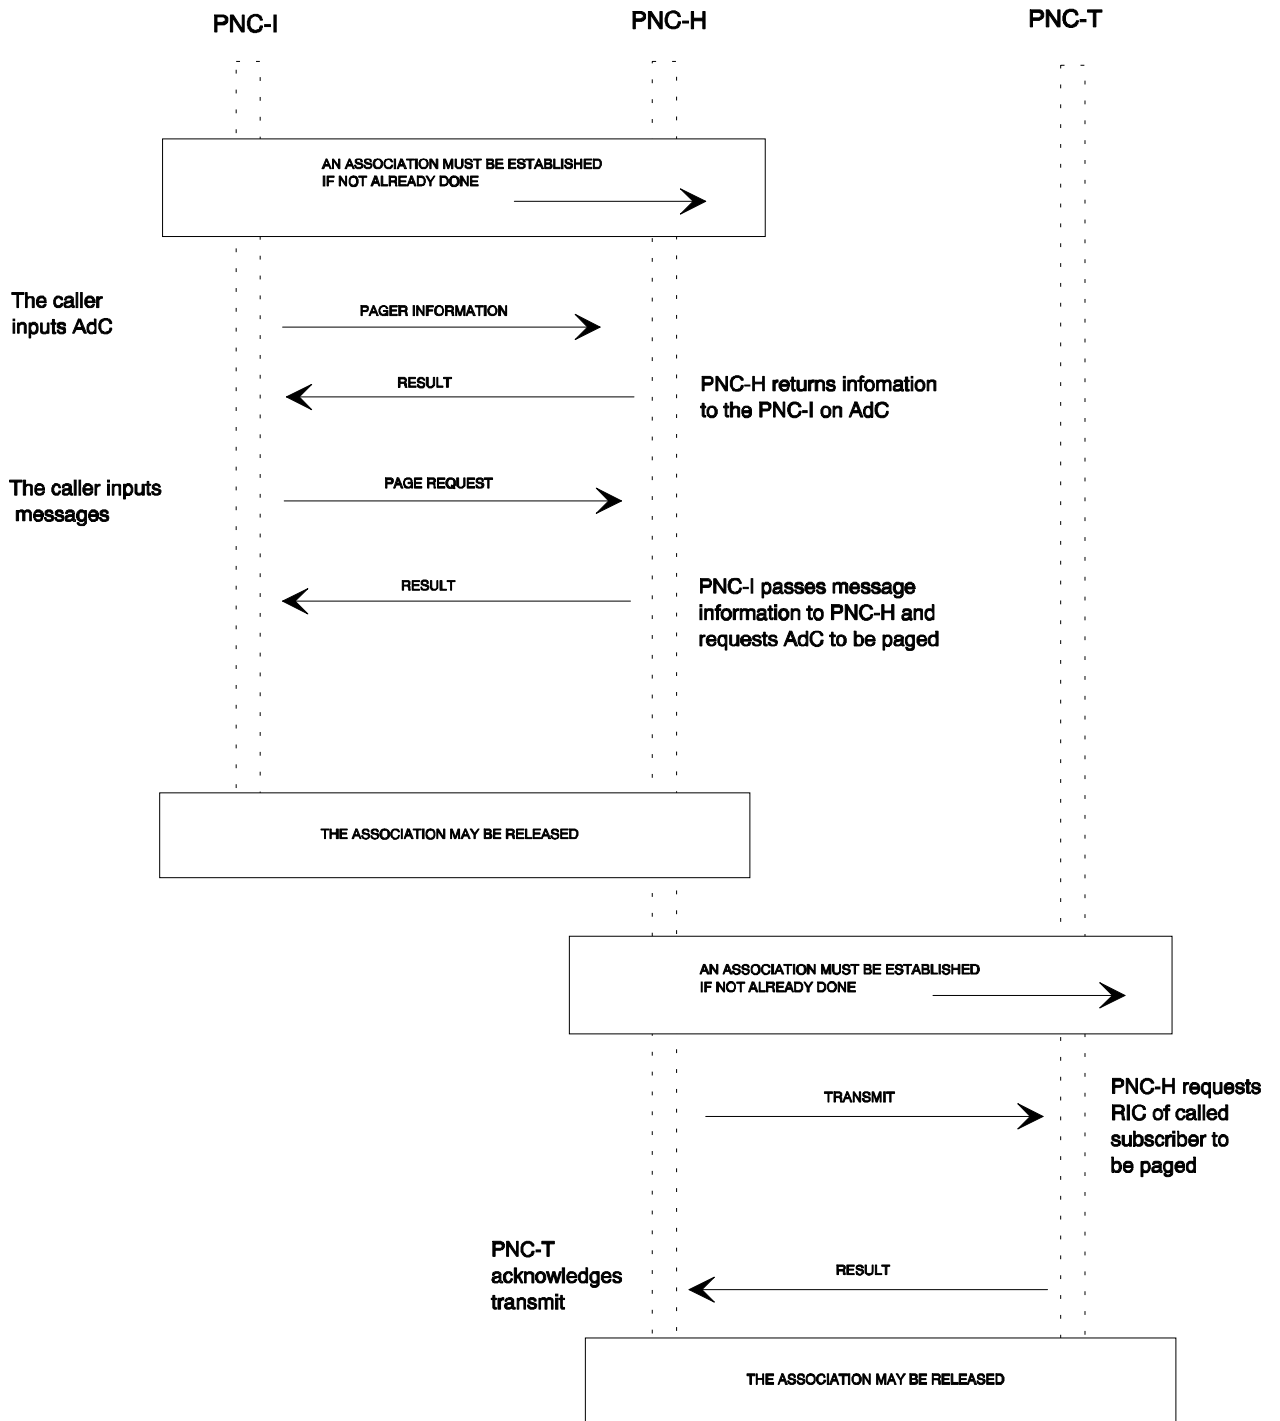 PNC-I
PNC-H
PNC-T
AN ASSOCIATION MUST BE ESTABLISHED
IF NOT ALREADY DONE
The caller
inputs AdC
PAGER INFORMATION
RESULT
PNC-H returns infomation
to the PNC-I on AdC
The caller inputs
messages
PAGE REQUEST
RESULT
PNC-I passes message
information to PNC-H and
requests AdC to be paged
THE ASSOCIATION MAY BE RELEASED
AN ASSOCIATION MUST BE ESTABLISHED
IF NOT ALREADY DONE
TRANSMIT
PNC-H requests
RIC of called
subscriber to
be paged
PNC-T
acknowledges
transmit
RESULT
THE ASSOCIATION MAY BE RELEASED